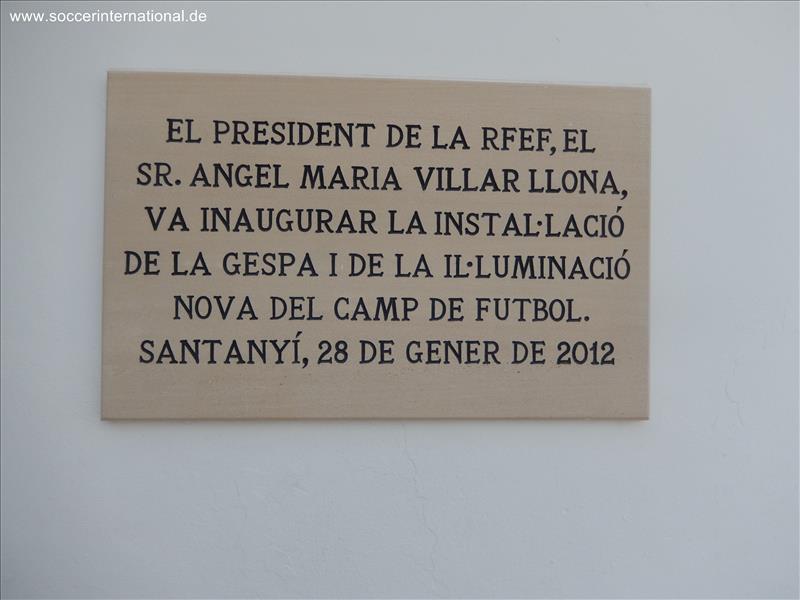 www.soccerinternational.de
EL PRESIDENT DE LA RFEF, EL
SR. ANGEL MARIA VILLAR LLONA,
VA INAUGURAR LA INSTAL·LACIÓ
DE LA GESPA I DE LA IL·LUMINACIÓ
NOVA DEL CAMP DE FUTBOL.
SANTANYÍ, 28 DE GENER DE 2012